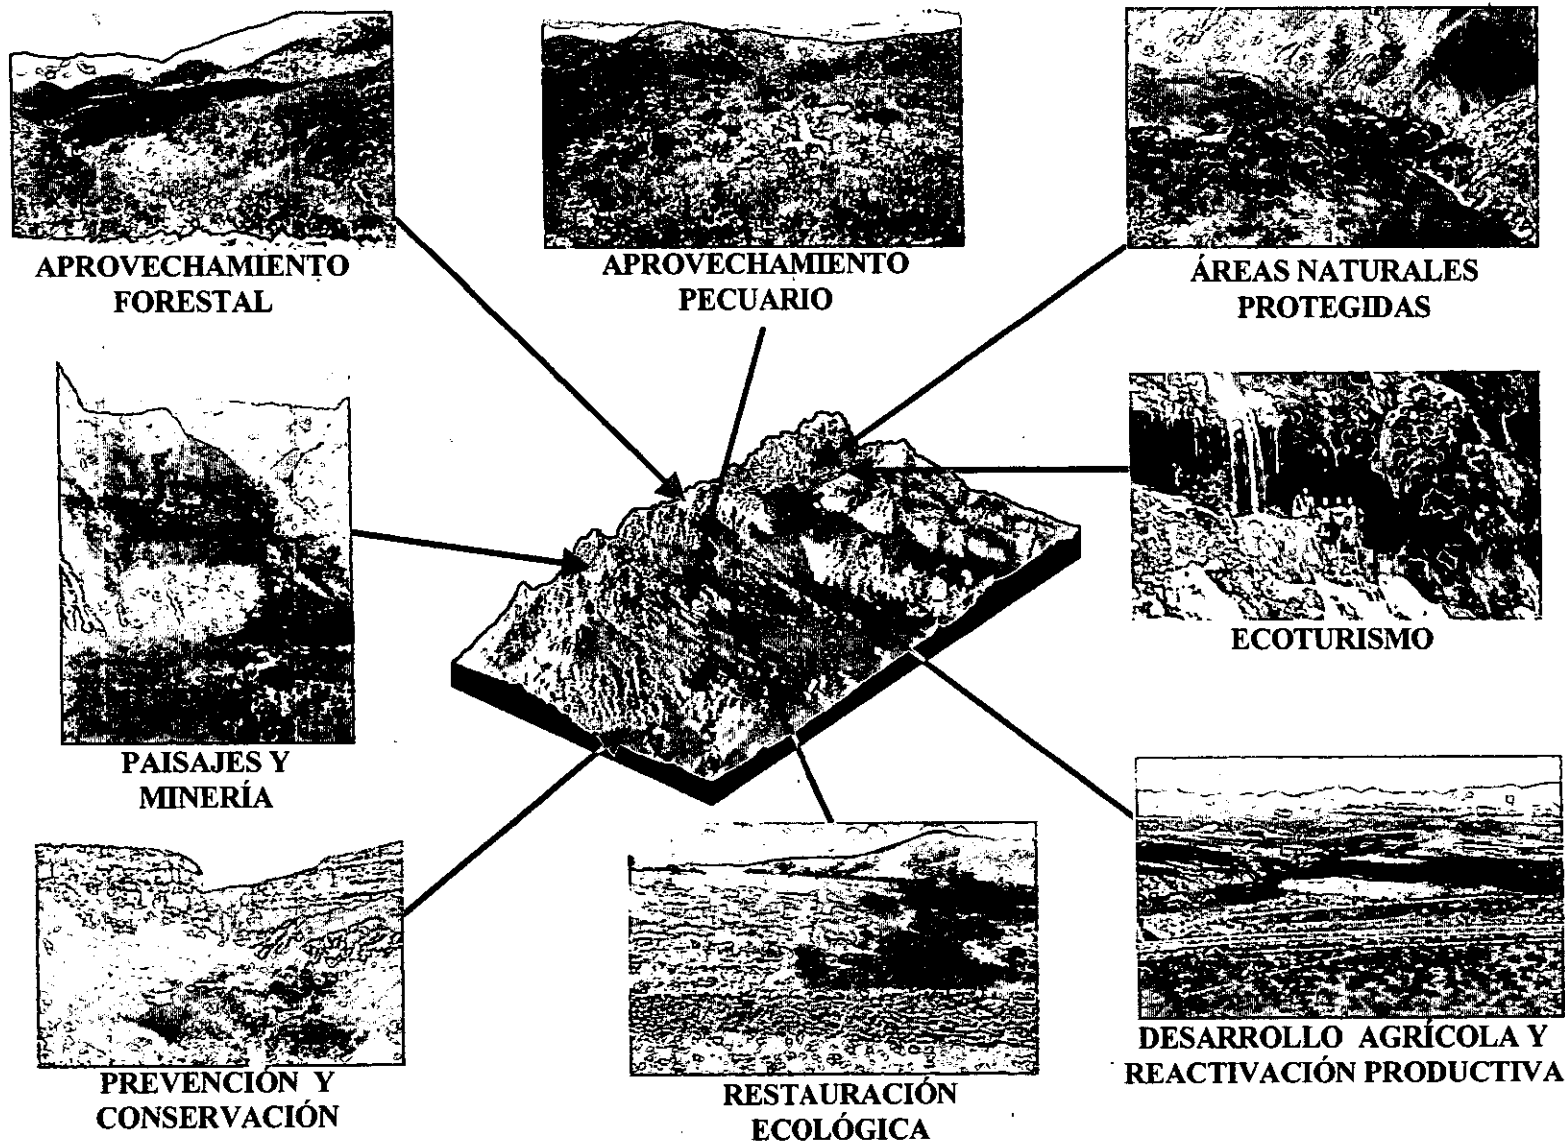 APROVECHAMIENTO
FORESTAL
APROVECHAMIENTO
PECUARIO
ÁREAS NATURALES
PROTEGIDAS
PAISAJES Y
MINERÍA
ECOTURISMO
PREVENCIÓN Y
CONSERVACIÓN
RESTAURACIÓN
ECOLÓGICA
DESARROLLO AGRÍCOLA Y
REACTIVACIÓN PRODUCTIVA